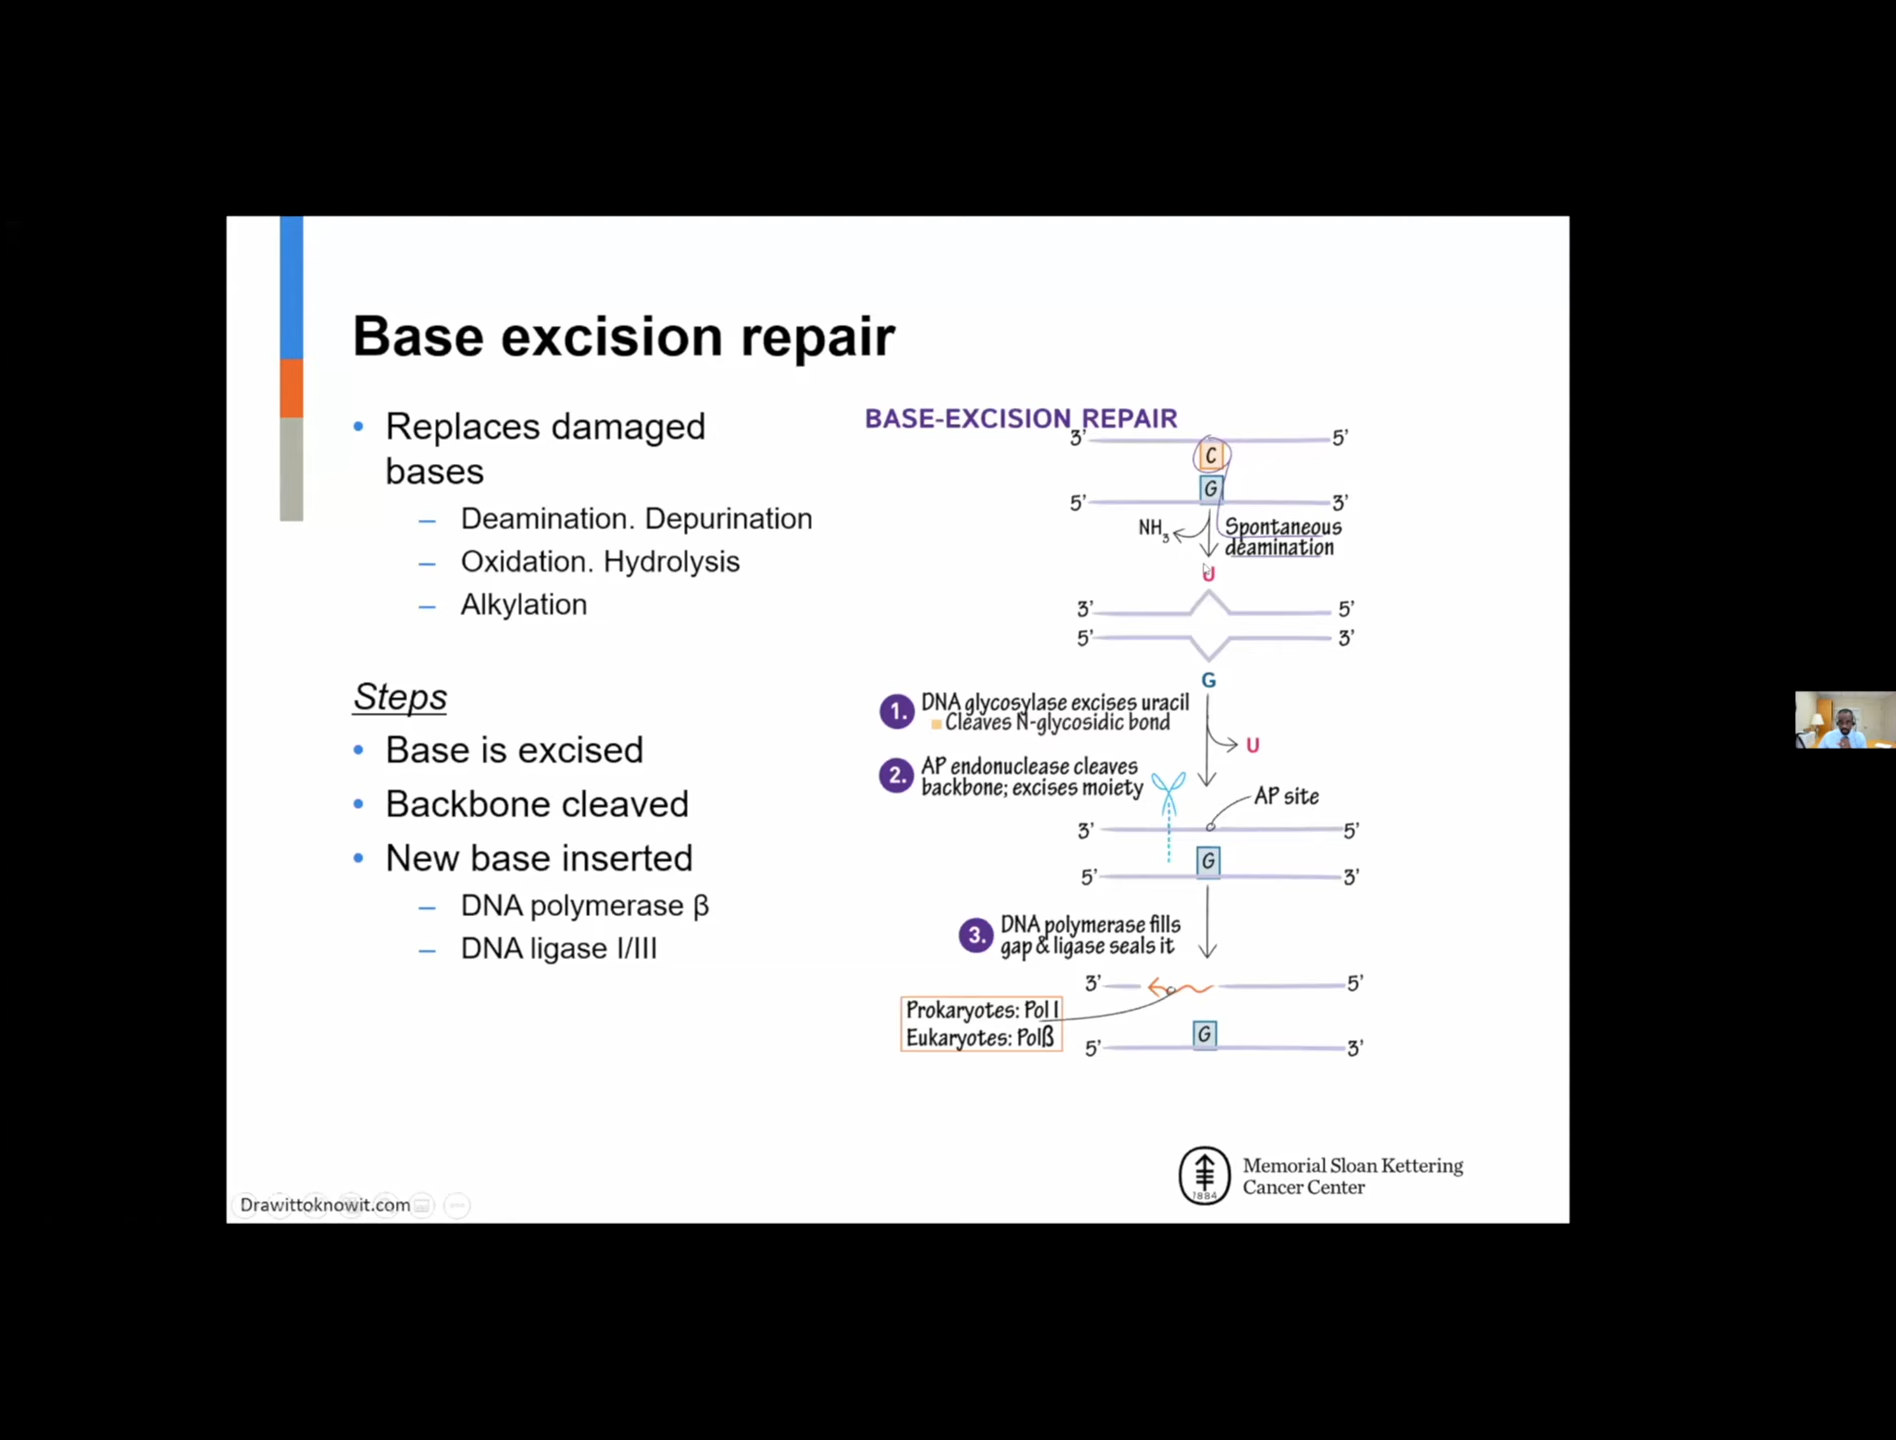 Base excision repair
• Replaces damaged
bases
– Deamination. Depurination
– Oxidation. Hydrolysis
– Alkylation
Steps
• Base is excised
• Backbone cleaved
• New base inserted
– DNA polymerase β
– DNA ligase I/III
BASE-EXCISION REPAIR
3' 5'
C
G
5' 3'
NH3 Spontaneous
deamination
U
3' 5'
5' 3'
G
1. DNA glycosylase excises uracil
Cleaves N-glycosidic bond
U
2. AP endonuclease cleaves
backbone; excises moiety
AP site
3' 5'
G
5' 3'
3. DNA polymerase fills
gap & ligase seals it
3' 5'
Prokaryotes: Pol I
Eukaryotes: Polβ
G
5' 3'
1884
Memorial Sloan Kettering
Cancer Center
Drawittoknowit.com